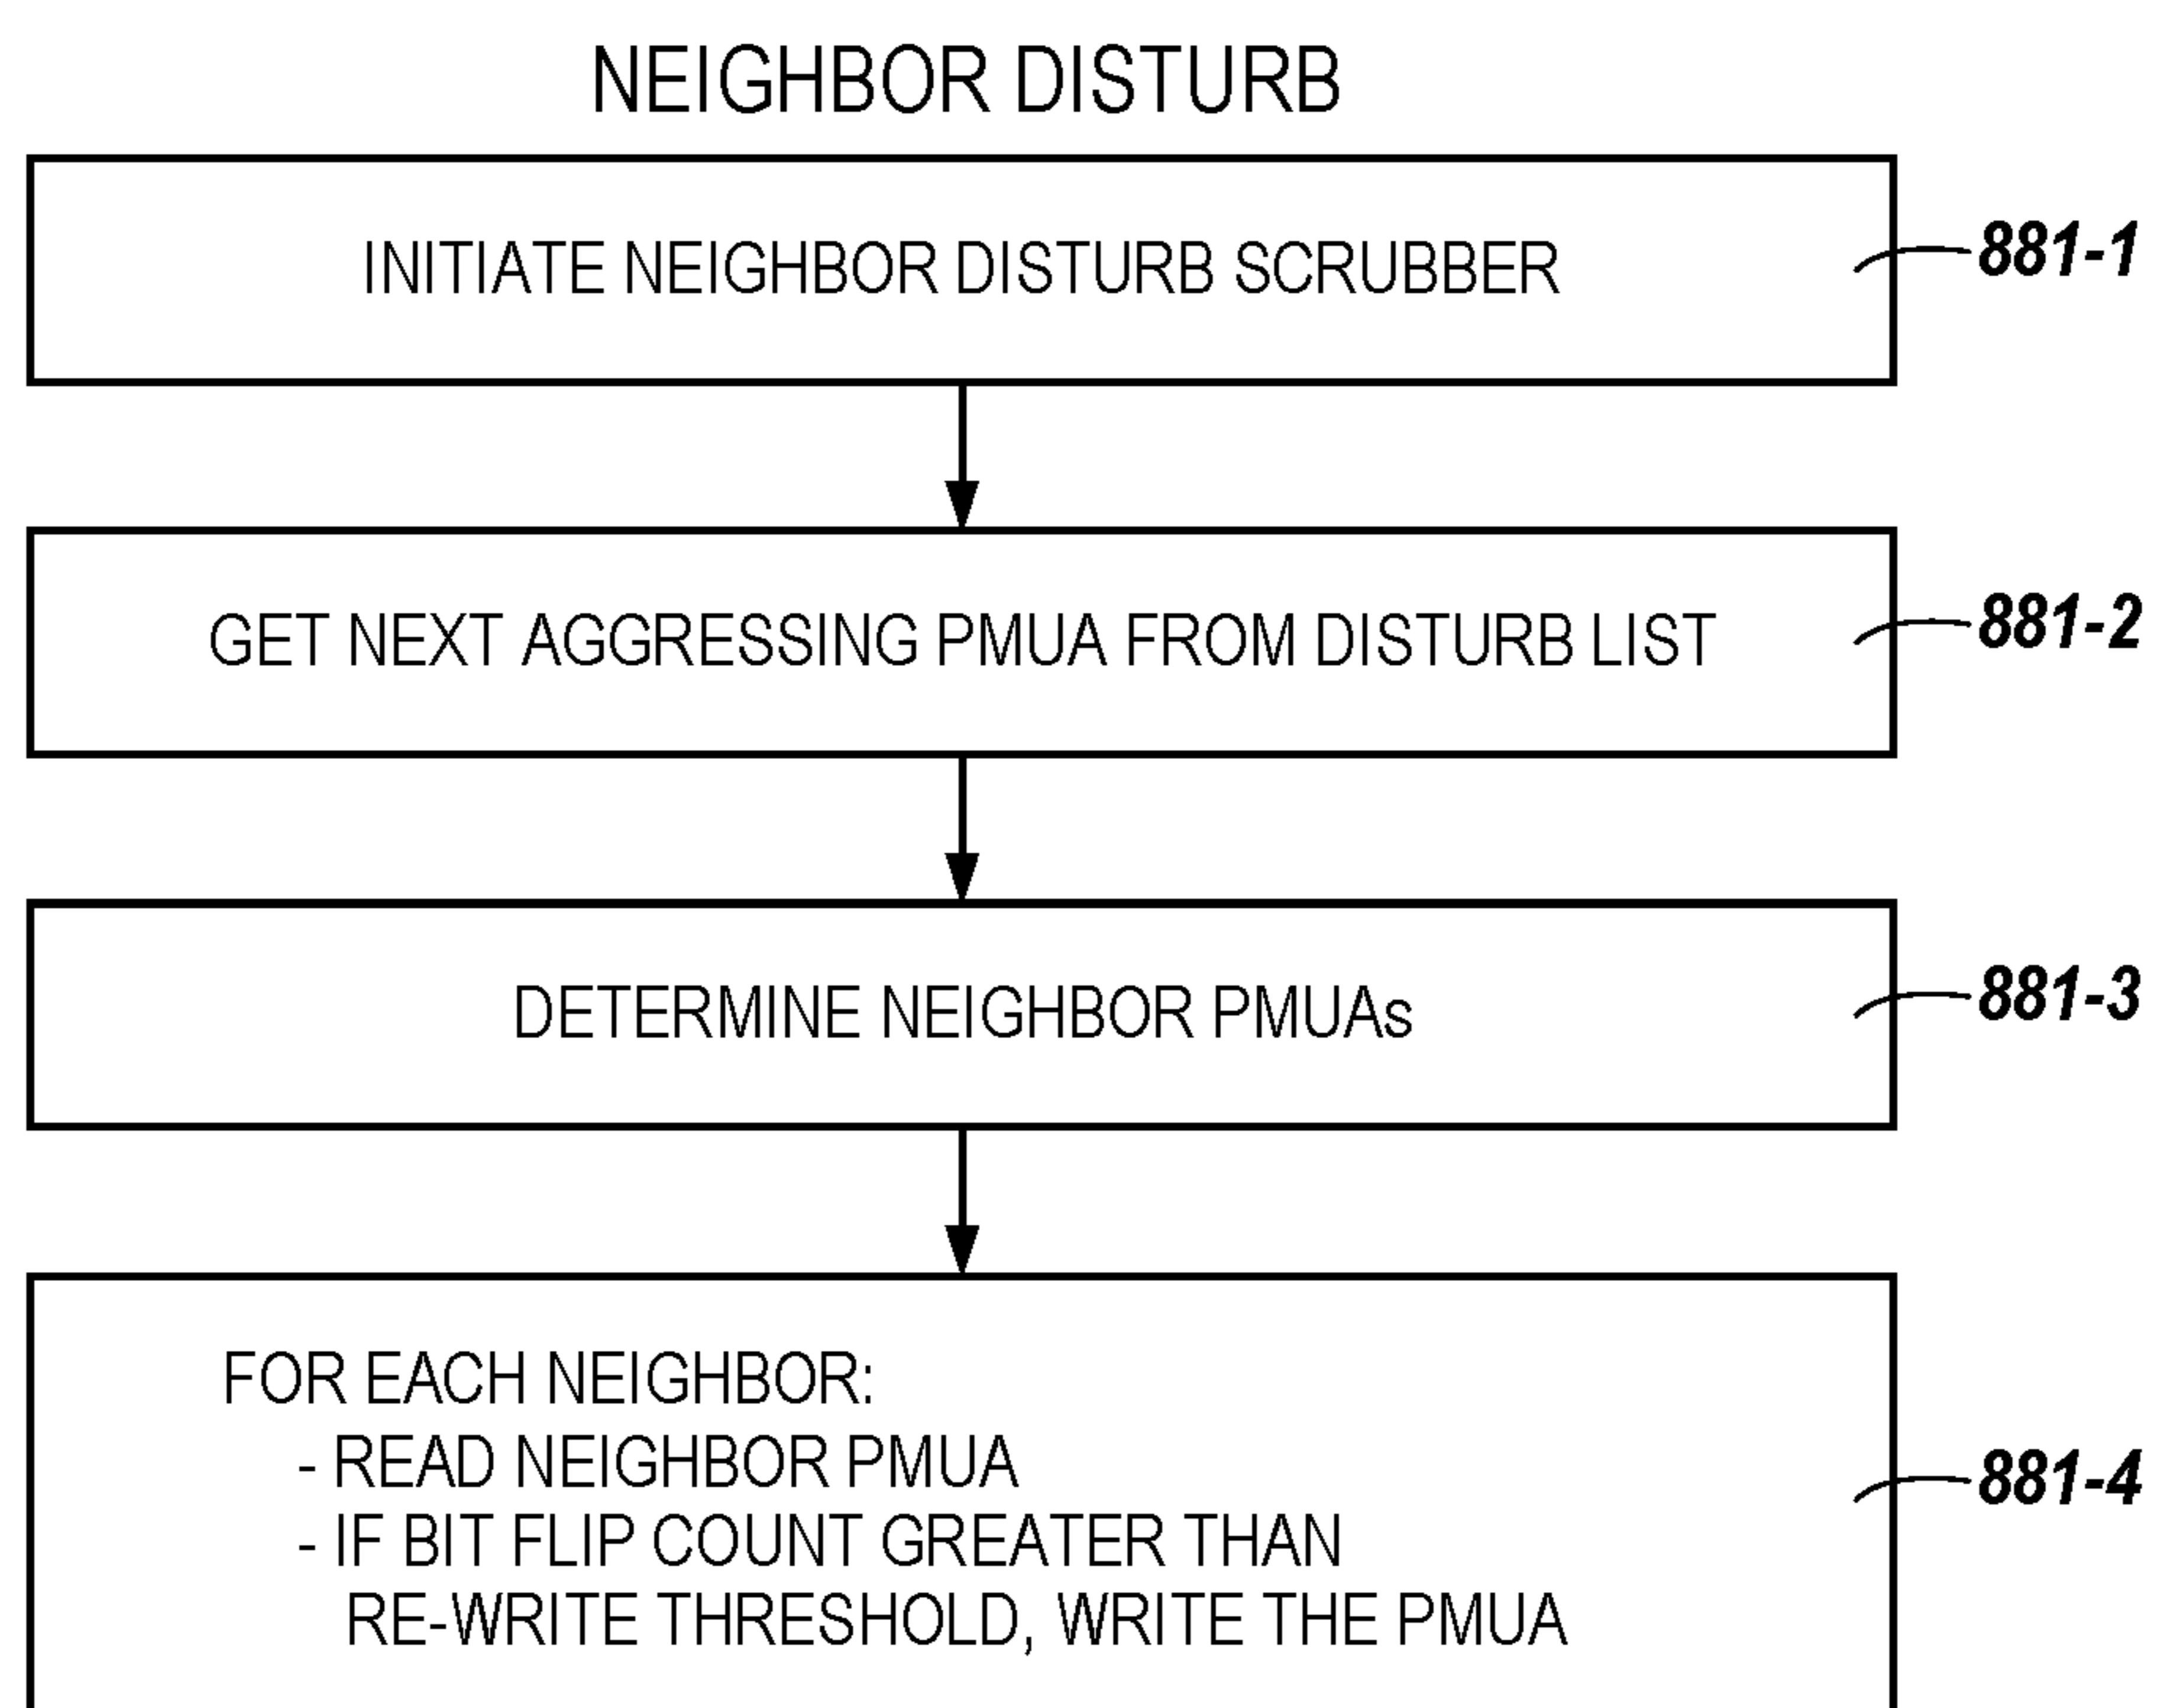 NEIGHBOR DISTURB
INITIATE NEIGHBOR DISTURB SCRUBBER
881-1
GET NEXT AGGRESSING PMUA FROM DISTURB LIST
881-2
DETERMINE NEIGHBOR PMUAs
881-3
FOR EACH NEIGHBOR:
- READ NEIGHBOR PMUA
- IF BIT FLIP COUNT GREATER THAN
RE-WRITE THRESHOLD, WRITE THE PMUA
881-4